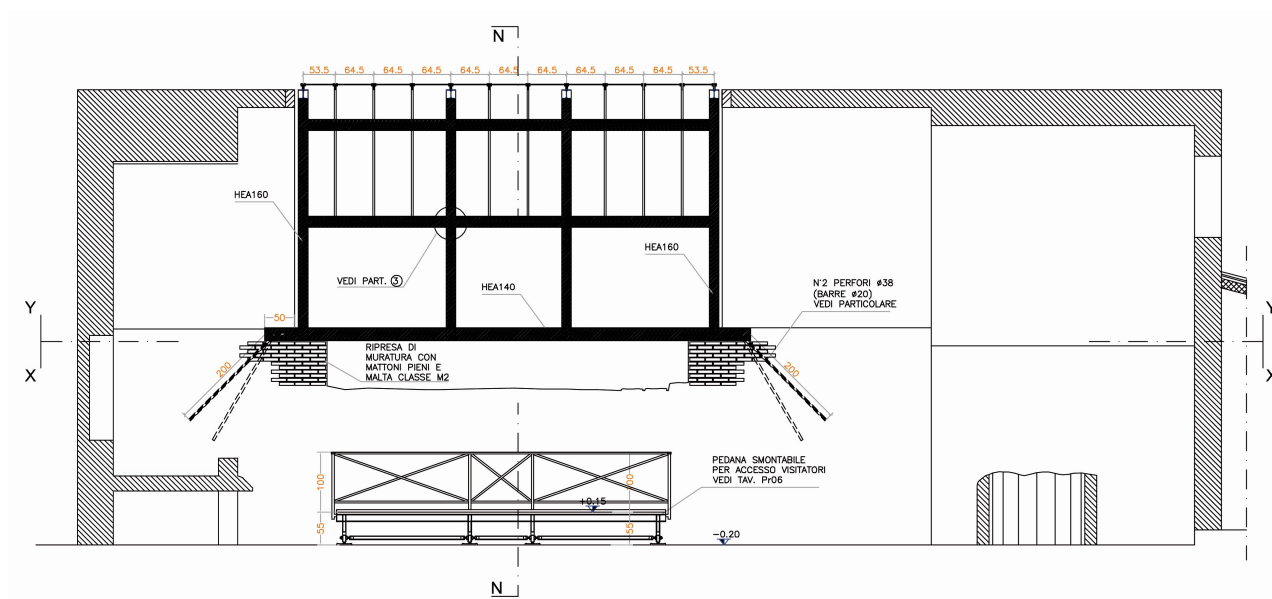 N
53.5 64.5 64.5 64.5 64.5 64.5 64.5 64.5 64.5 64.5 53.5
HEA160
HEA160
VEDI PART. 3
HEA140
N'2 PERFORI ø38
(BARRE ø20)
VEDI PARTICOLARE
Y
Y
50
X
X
RIPRESA DI
MURATURA CON
MATTONI PIENI E
MALTA CLASSE M2
200
200
PEDANA SMONTABILE
PER ACCESSO VISITATORI
VEDI TAV. Pr06
100
100
+0.15
55
55
-0.20
N